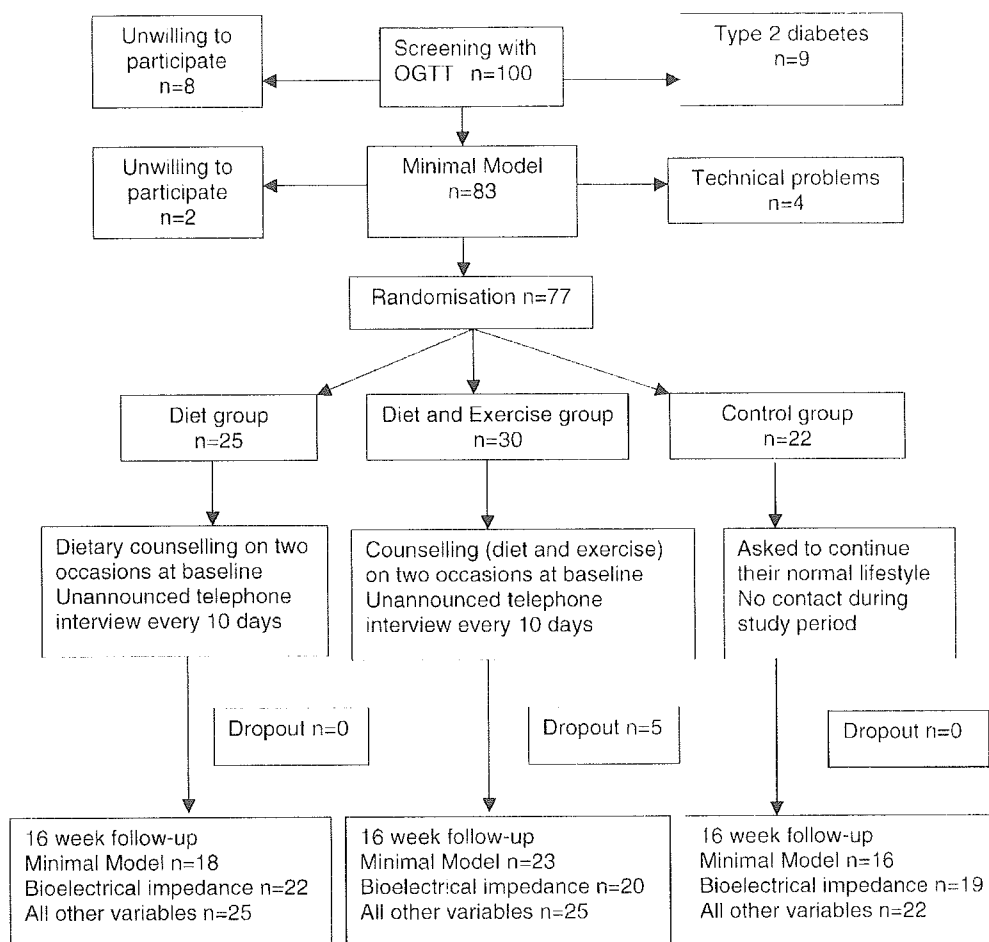 Unwilling to
participate
n=8
Screening with
OGTT n=100
Type 2 diabetes
n=9
Unwilling to
participate
n=2
Minimal Model
n=83
Technical problems
n=4
Randomisation n=77
Diet group
n=25
Diet and Exercise group
n=30
Control group
n=22
Dietary counselling on two
occasions at baseline
Unannounced telephone
interview every 10 days
Counselling (diet and exercise)
on two occasions at baseline
Unannounced telephone
interview every 10 days
Asked to continue
their normal lifestyle
No contact during
study period
Dropout n=0
Dropout n=5
Dropout n=0
16 week follow-up
Minimal Model n=18
Bioelectrical impedance n=22
All other variables n=25
16 week follow-up
Minimal Model n=23
Bioelectrical impedance n=20
All other variables n=25
16 week follow-up
Minimal Model n=16
Bioelectrical impedance n=19
All other variables n=22